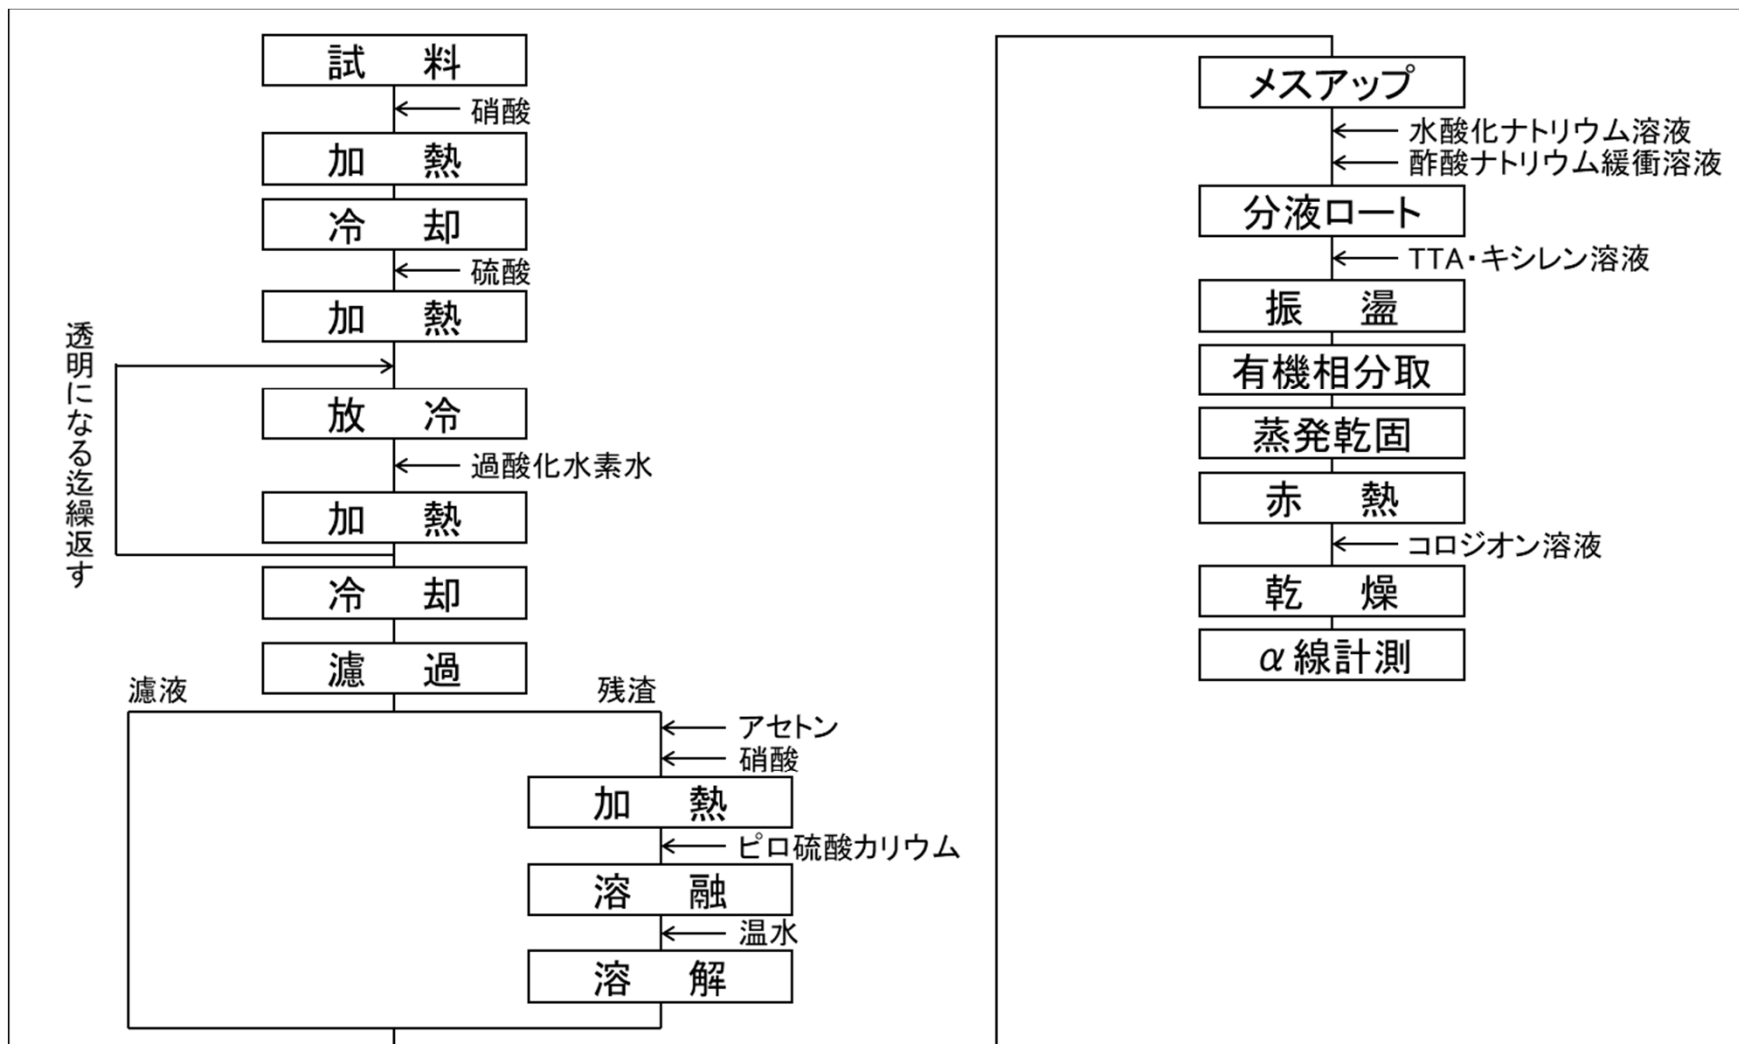 試 料
硝酸
加 熱
冷 却
硫酸
加 熱
透明になる迄繰返す
放 冷
過酸化水素水
加 熱
冷 却
濾 過
濾液
残渣
アセトン
硝酸
加 熱
ピロ硫酸カリウム
溶 融
温水
溶 解
メスアップ
水酸化ナトリウム溶液
酢酸ナトリウム緩衝溶液
分液ロート
TTA・キシレン溶液
振 盪
有機相分取
蒸発乾固
赤 熱
コロジオン溶液
乾 燥
α線計測